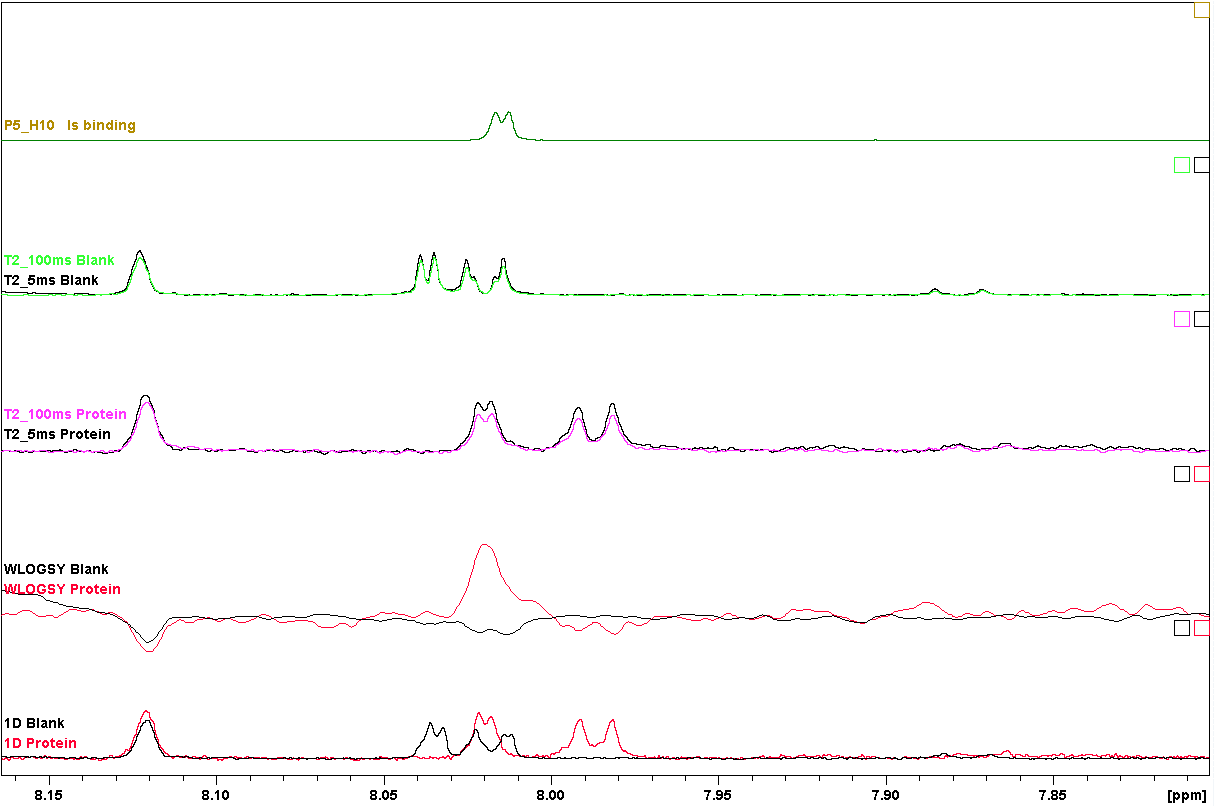 P5_H10 Is binding
T2_100ms Blank
T2_5ms Blank
T2_100ms Protein
T2_5ms Protein
WLOGSY Blank
WLOGSY Protein
1D Blank
1D Protein
8.15 8.10 8.05 8.00 7.95 7.90 7.85 [ppm]